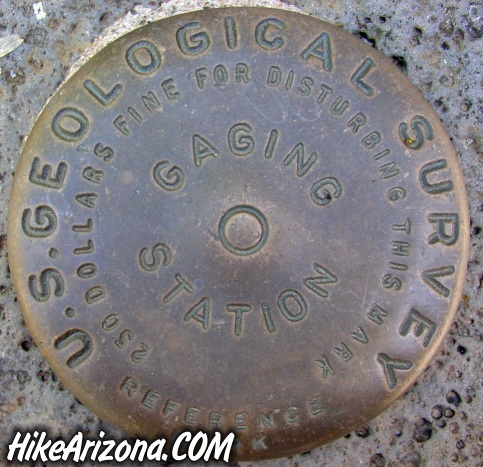 U.S. GEOLOGICAL SURVEY
250 DOLLARS FINE FOR DISTURBING THIS MARK
GAGING
STATION
REFERENCE
HikeArizona.COM